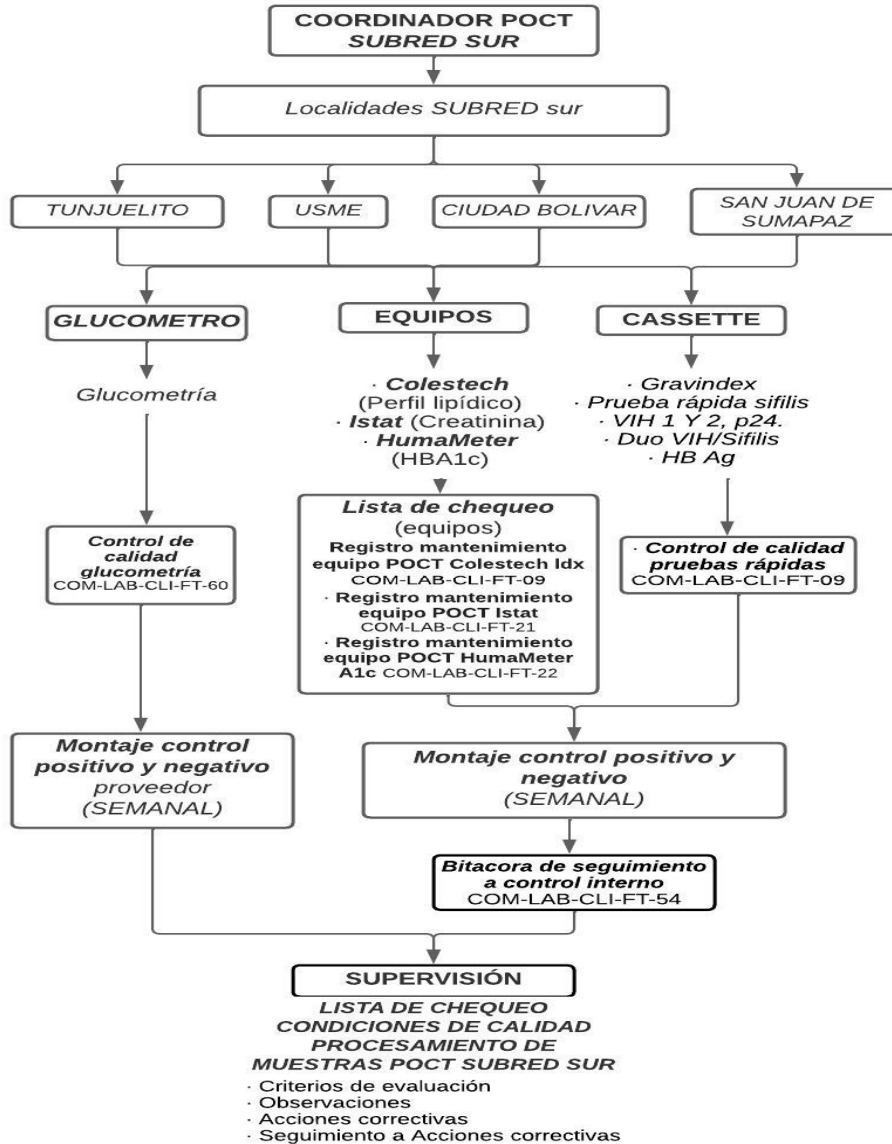 COORDINADOR POCT
SUBRED SUR
Localidades SUBRED sur
TUNJUELITO
USME
CIUDAD BOLIVAR
SAN JUAN DE
SUMAPAZ
GLUCOMETRO
EQUIPOS
CASSETTE
Glucometría
· Colestech
(Perfil lipídico)
· Istat (Creatinina)
· HumaMeter
(HBA1c)
· Gravindex
· Prueba rápida sifilis
· VIH 1 Y 2, p24.
· Duo VIH/Sifilis
· HB Ag
Control de
calidad
glucometría
COM-LAB-CLI-FT-60
Lista de chequeo
(equipos)
Registro mantenimiento
equipo POCT Colestech ldx
COM-LAB-CLI-FT-09
· Registro mantenimiento
equipo POCT Istat
COM-LAB-CLI-FT-21
· Registro mantenimiento
equipo POCT HumaMeter
A1c COM-LAB-CLI-FT-22
· Control de calidad
pruebas rápidas
COM-LAB-CLI-FT-09
Montaje control
positivo y negativo
proveedor
(SEMANAL)
Montaje control positivo y
negativo
(SEMANAL)
Bitacora de seguimiento
a control interno
COM-LAB-CLI-FT-54
SUPERVISIÓN
LISTA DE CHEQUEO
CONDICIONES DE CALIDAD
PROCESAMIENTO DE
MUESTRAS POCT SUBRED SUR
· Criterios de evaluación
· Observaciones
· Acciones correctivas
· Seguimiento a Acciones correctivas